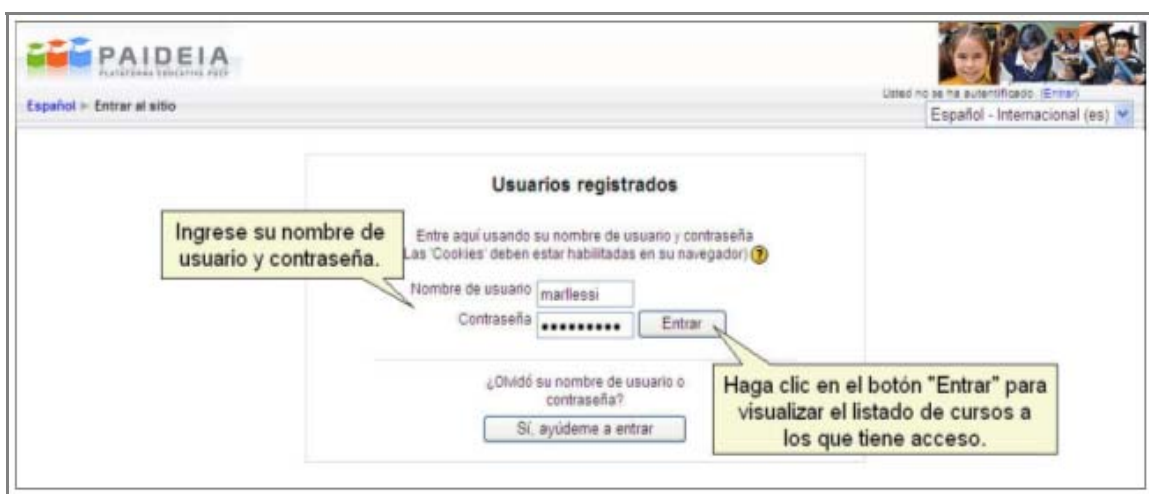 PAIDEIA
PLATAFORMA EDUCATIVA PUCP
Usted no se ha autentificado. (Entrar)
Español ► Entrar al sitio
Español - Internacional (es)
Usuarios registrados
Ingrese su nombre de
usuario y contraseña.
Entre aquí usando su nombre de usuario y contraseña
Las 'Cookies' deben estar habilitadas en su navegador)
Nombre de usuario
Contraseña
Entrar
¿Olvidó su nombre de usuario o
contraseña?
Sí, ayúdeme a entrar
Haga clic en el botón "Entrar" para
visualizar el listado de cursos a
los que tiene acceso.